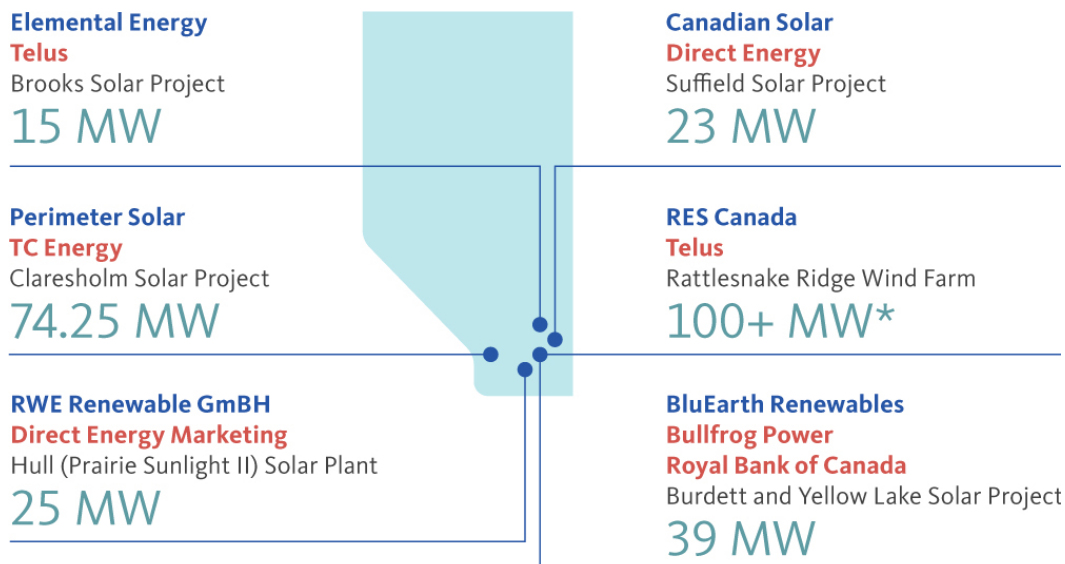 Elemental Energy
Telus
Brooks Solar Project
15 MW
Canadian Solar
Direct Energy
Suffield Solar Project
23 MW
Perimeter Solar
TC Energy
Claresholm Solar Project
74.25 MW
RES Canada
Telus
Rattlesnake Ridge Wind Farm
100+ MW*
RWE Renewable GmBH
Direct Energy Marketing
Hull (Prairie Sunlight II) Solar Plant
25 MW
BluEarth Renewables
Bullfrog Power
Royal Bank of Canada
Burdett and Yellow Lake Solar Project
39 MW